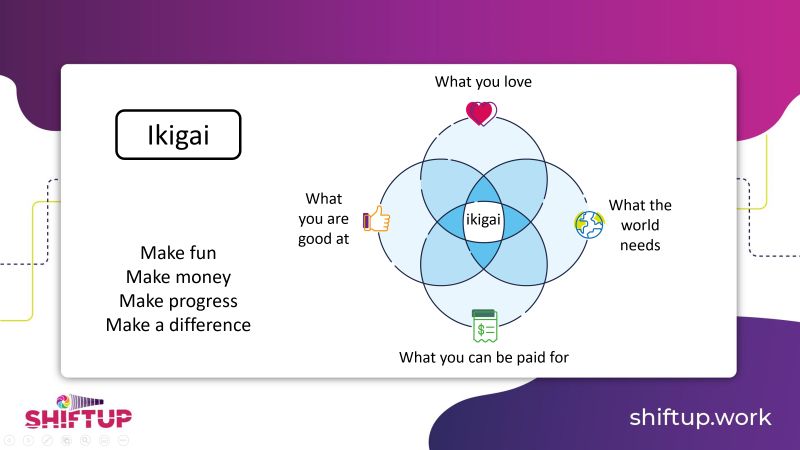 What you love
Ikigai
What
you are
good at
ikigai
What the
world
needs
Make fun
Make money
Make progress
Make a difference
$
What you can be paid for
SHIFTUP
shiftup.work